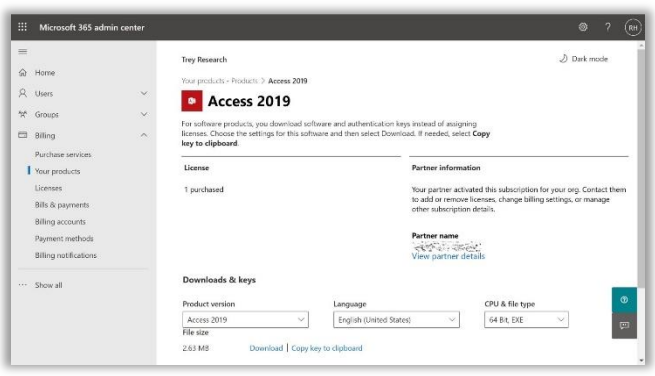 Microsoft 365 admin center
?
RH
Home
Users
Groups
Billing
Purchase services
Your products
Licenses
Bills & payments
Billing accounts
Payment methods
Billing notifications
Show all
Trey Research
Dark mode
Your products - Products > Access 2019
Access 2019
For software products, you download software and authentication keys instead of assigning
licenses. Choose the settings for this software and then select Download. If needed, select Copy
key to clipboard.
License
1 purchased
Partner information
Your partner activated this subscription for your org. Contact them
to add or remove licenses, change billing settings, or manage
other subscription details.
Partner name
View partner details
Downloads & keys
Product version
Access 2019
Language
English (United States)
CPU & file type
64 Bit, EXE
File size
2.63 MB
Download | Copy key to clipboard